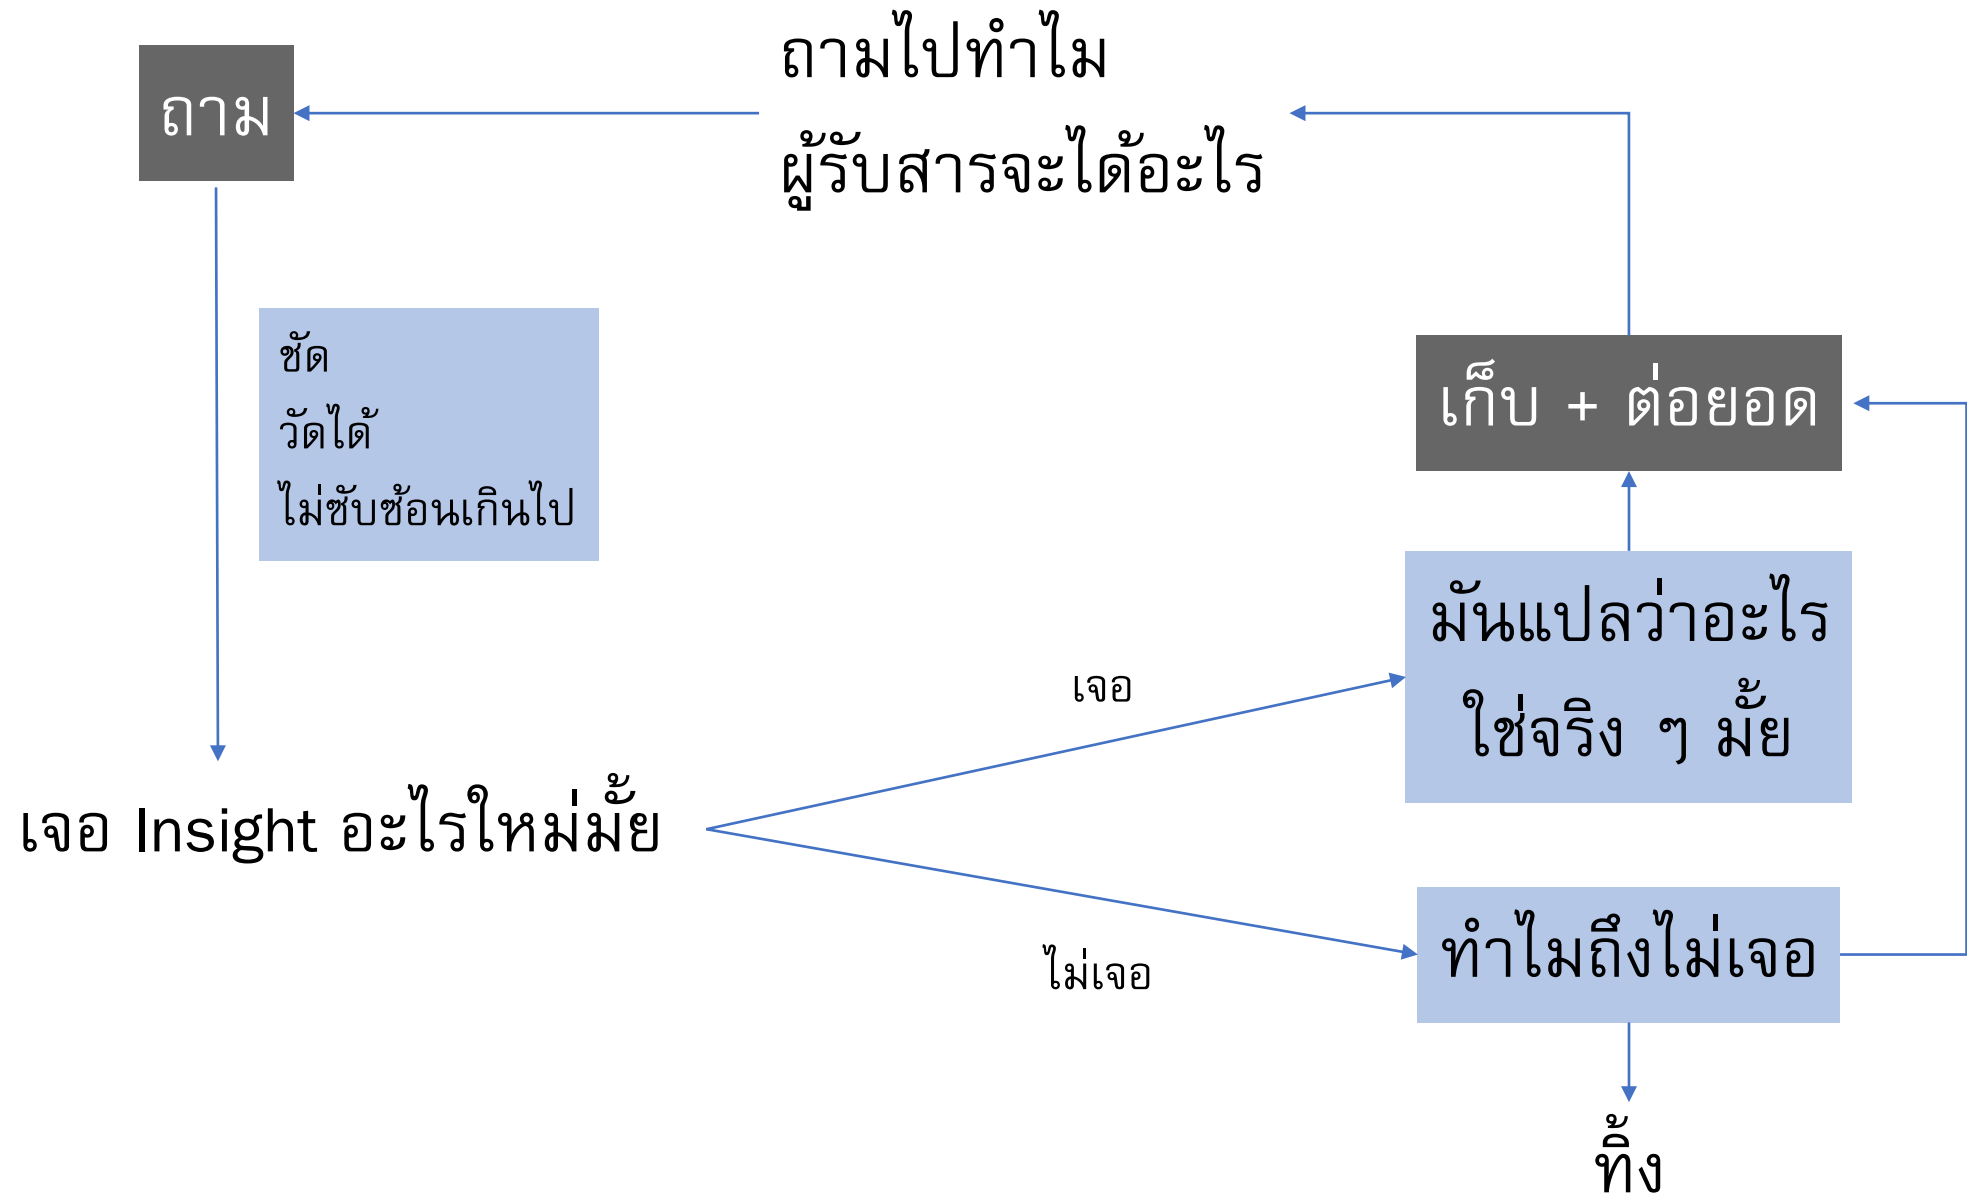 ถามไปทำไม
ผู้รับสารจะได้อะไร
ถาม
ชัด
วัดได้
ไม่ซับซ้อนเกินไป
เก็บ + ต่อยอด
มันแปลว่าอะไร
ใช่จริง ๆ มั้ย
เจอ
เจอ Insight อะไรใหม่มั้ย
ไม่เจอ
ทำไมถึงไม่เจอ
ทิ้ง